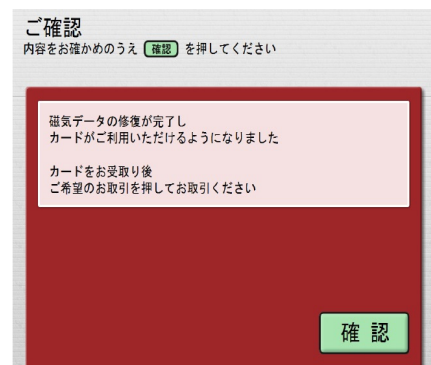 ご確認
内容をお確かめのうえ 確認 を押してください
磁気データの修復が完了し
カードがご利用いただけるようになりました
カードをお受取り後
ご希望のお取引を押してお取引ください
確認